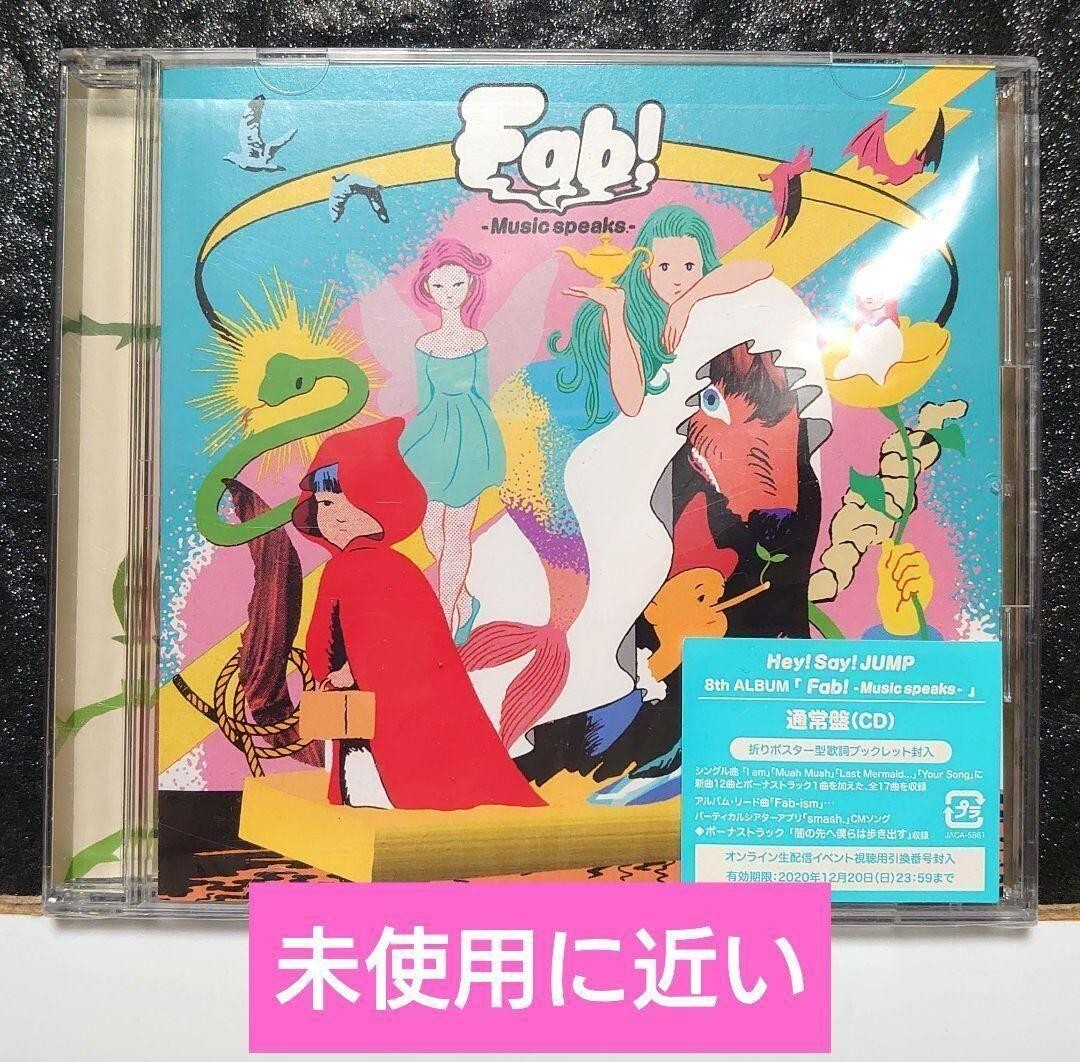 Fab!
-Music speaks.-
Hey! Say! JUMP
8th ALBUM「 Fab! -Music speaks- 」
通常盤(CD)
折りポスター型歌詞ブックレット封入
シングル曲「I am」「Muah Muah」「Last Mermaid...」「Your Song」に
新曲12曲とボーナストラック1曲を加えた、全17曲を収録
アルバム・リード曲「Fab-ism」…
バーティカルシアターアプリ「smash.」CMソング
◆ボーナストラック「闇の先へ僕らは歩き出す」収録
プラ
JACA-5861
オンライン生配信イベント視聴用引換番号封入
有効期限:2020年12月20日(日)23:59まで
未使用に近い